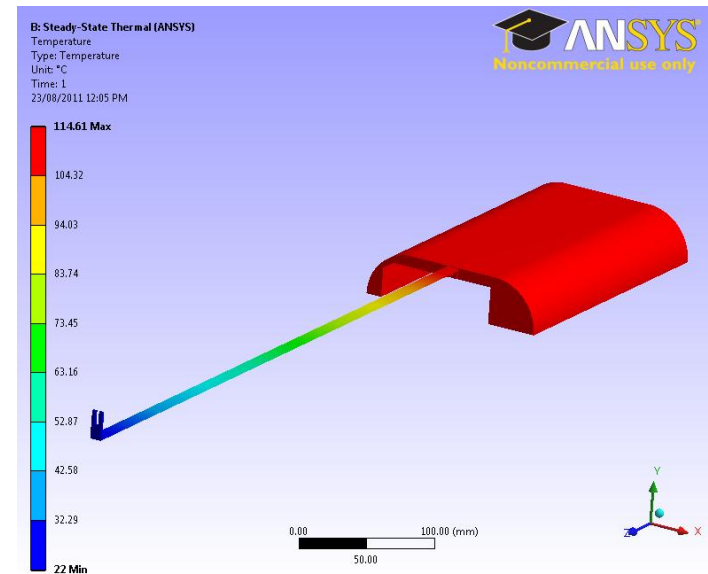 B: Steady-State Thermal (ANSYS)
Temperature
Type: Temperature
Unit: °C
Time: 1
23/08/2011 12:05 PM
ANSYS
Noncommercial use only
114.61 Max
104.32
94.03
83.74
73.45
63.16
52.87
42.58
32.29
22 Min
0.00 100.00 (mm)
50.00
Y
Z X